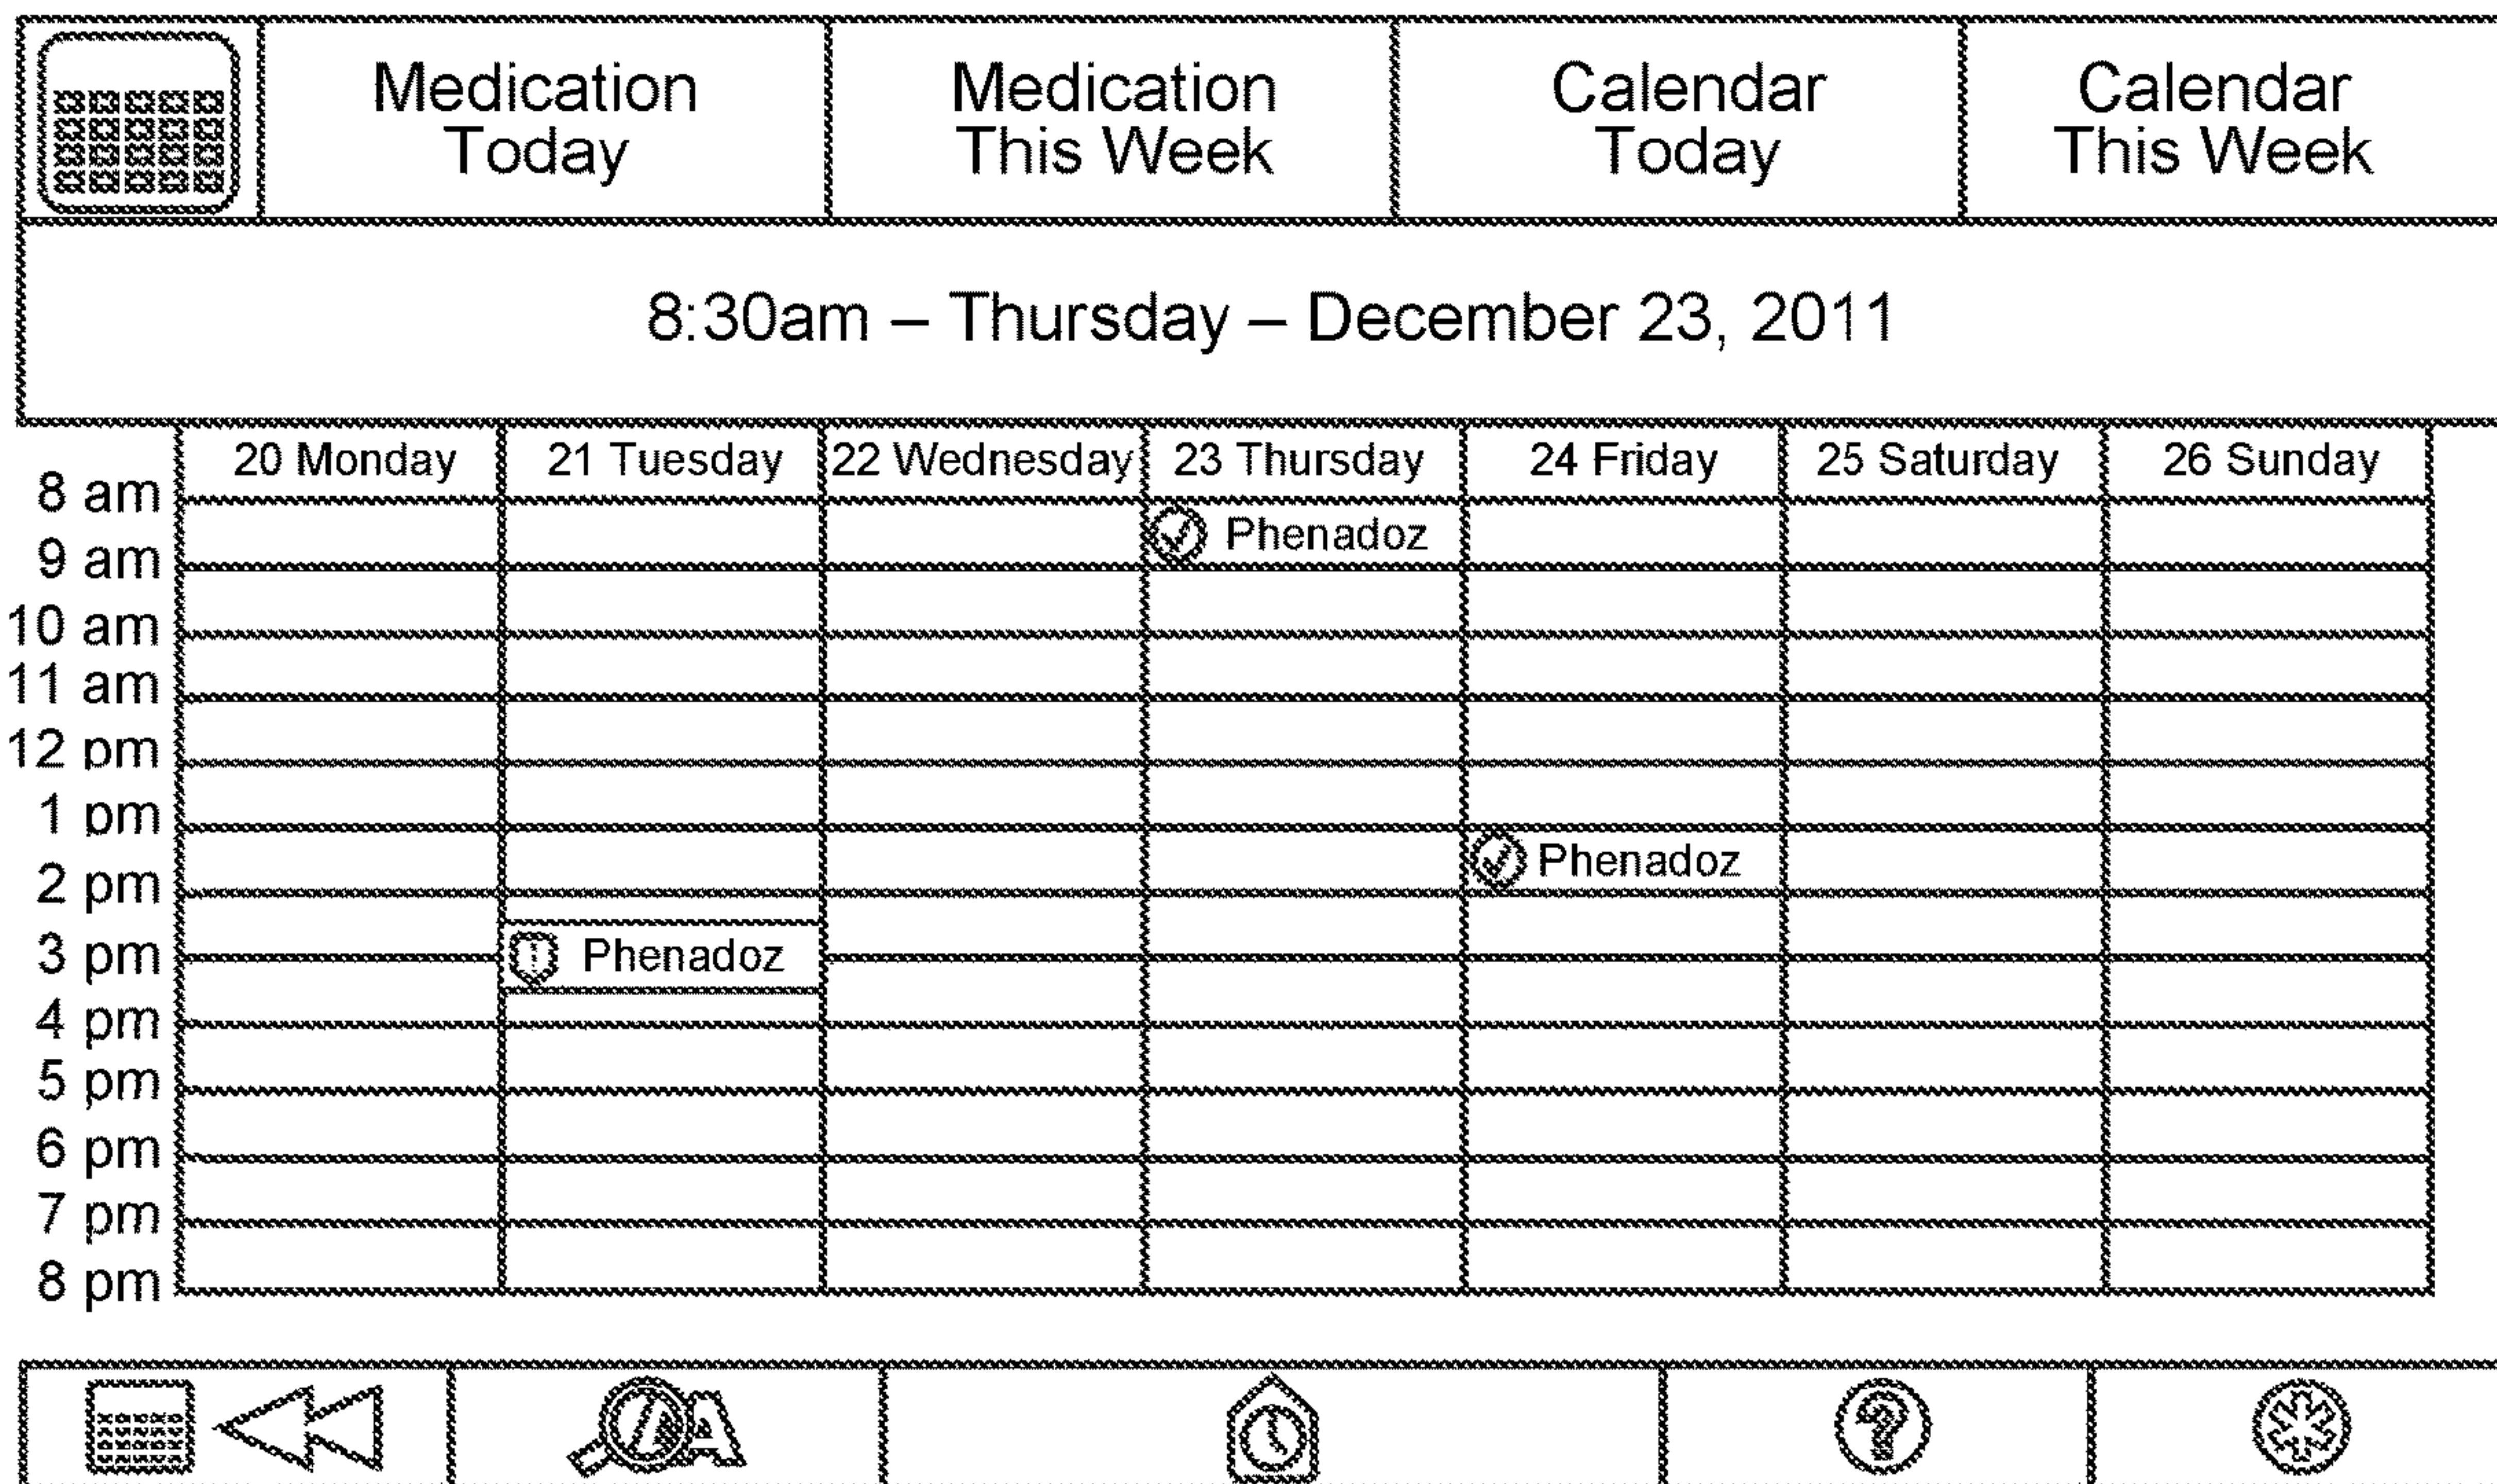 Medication
Today
Medication
This Week
Calendar
Today
Calendar
This Week
8:30am – Thursday – December 23, 2011
20 Monday 21 Tuesday 22 Wednesday 23 Thursday 24 Friday 25 Saturday 26 Sunday
8 am
Phenadoz
9 am
10 am
11 am
12 pm
1 pm
Phenadoz
2 pm
3 pm Phenadoz
4 pm
5 pm
6 pm
7 pm
8 pm
A
?